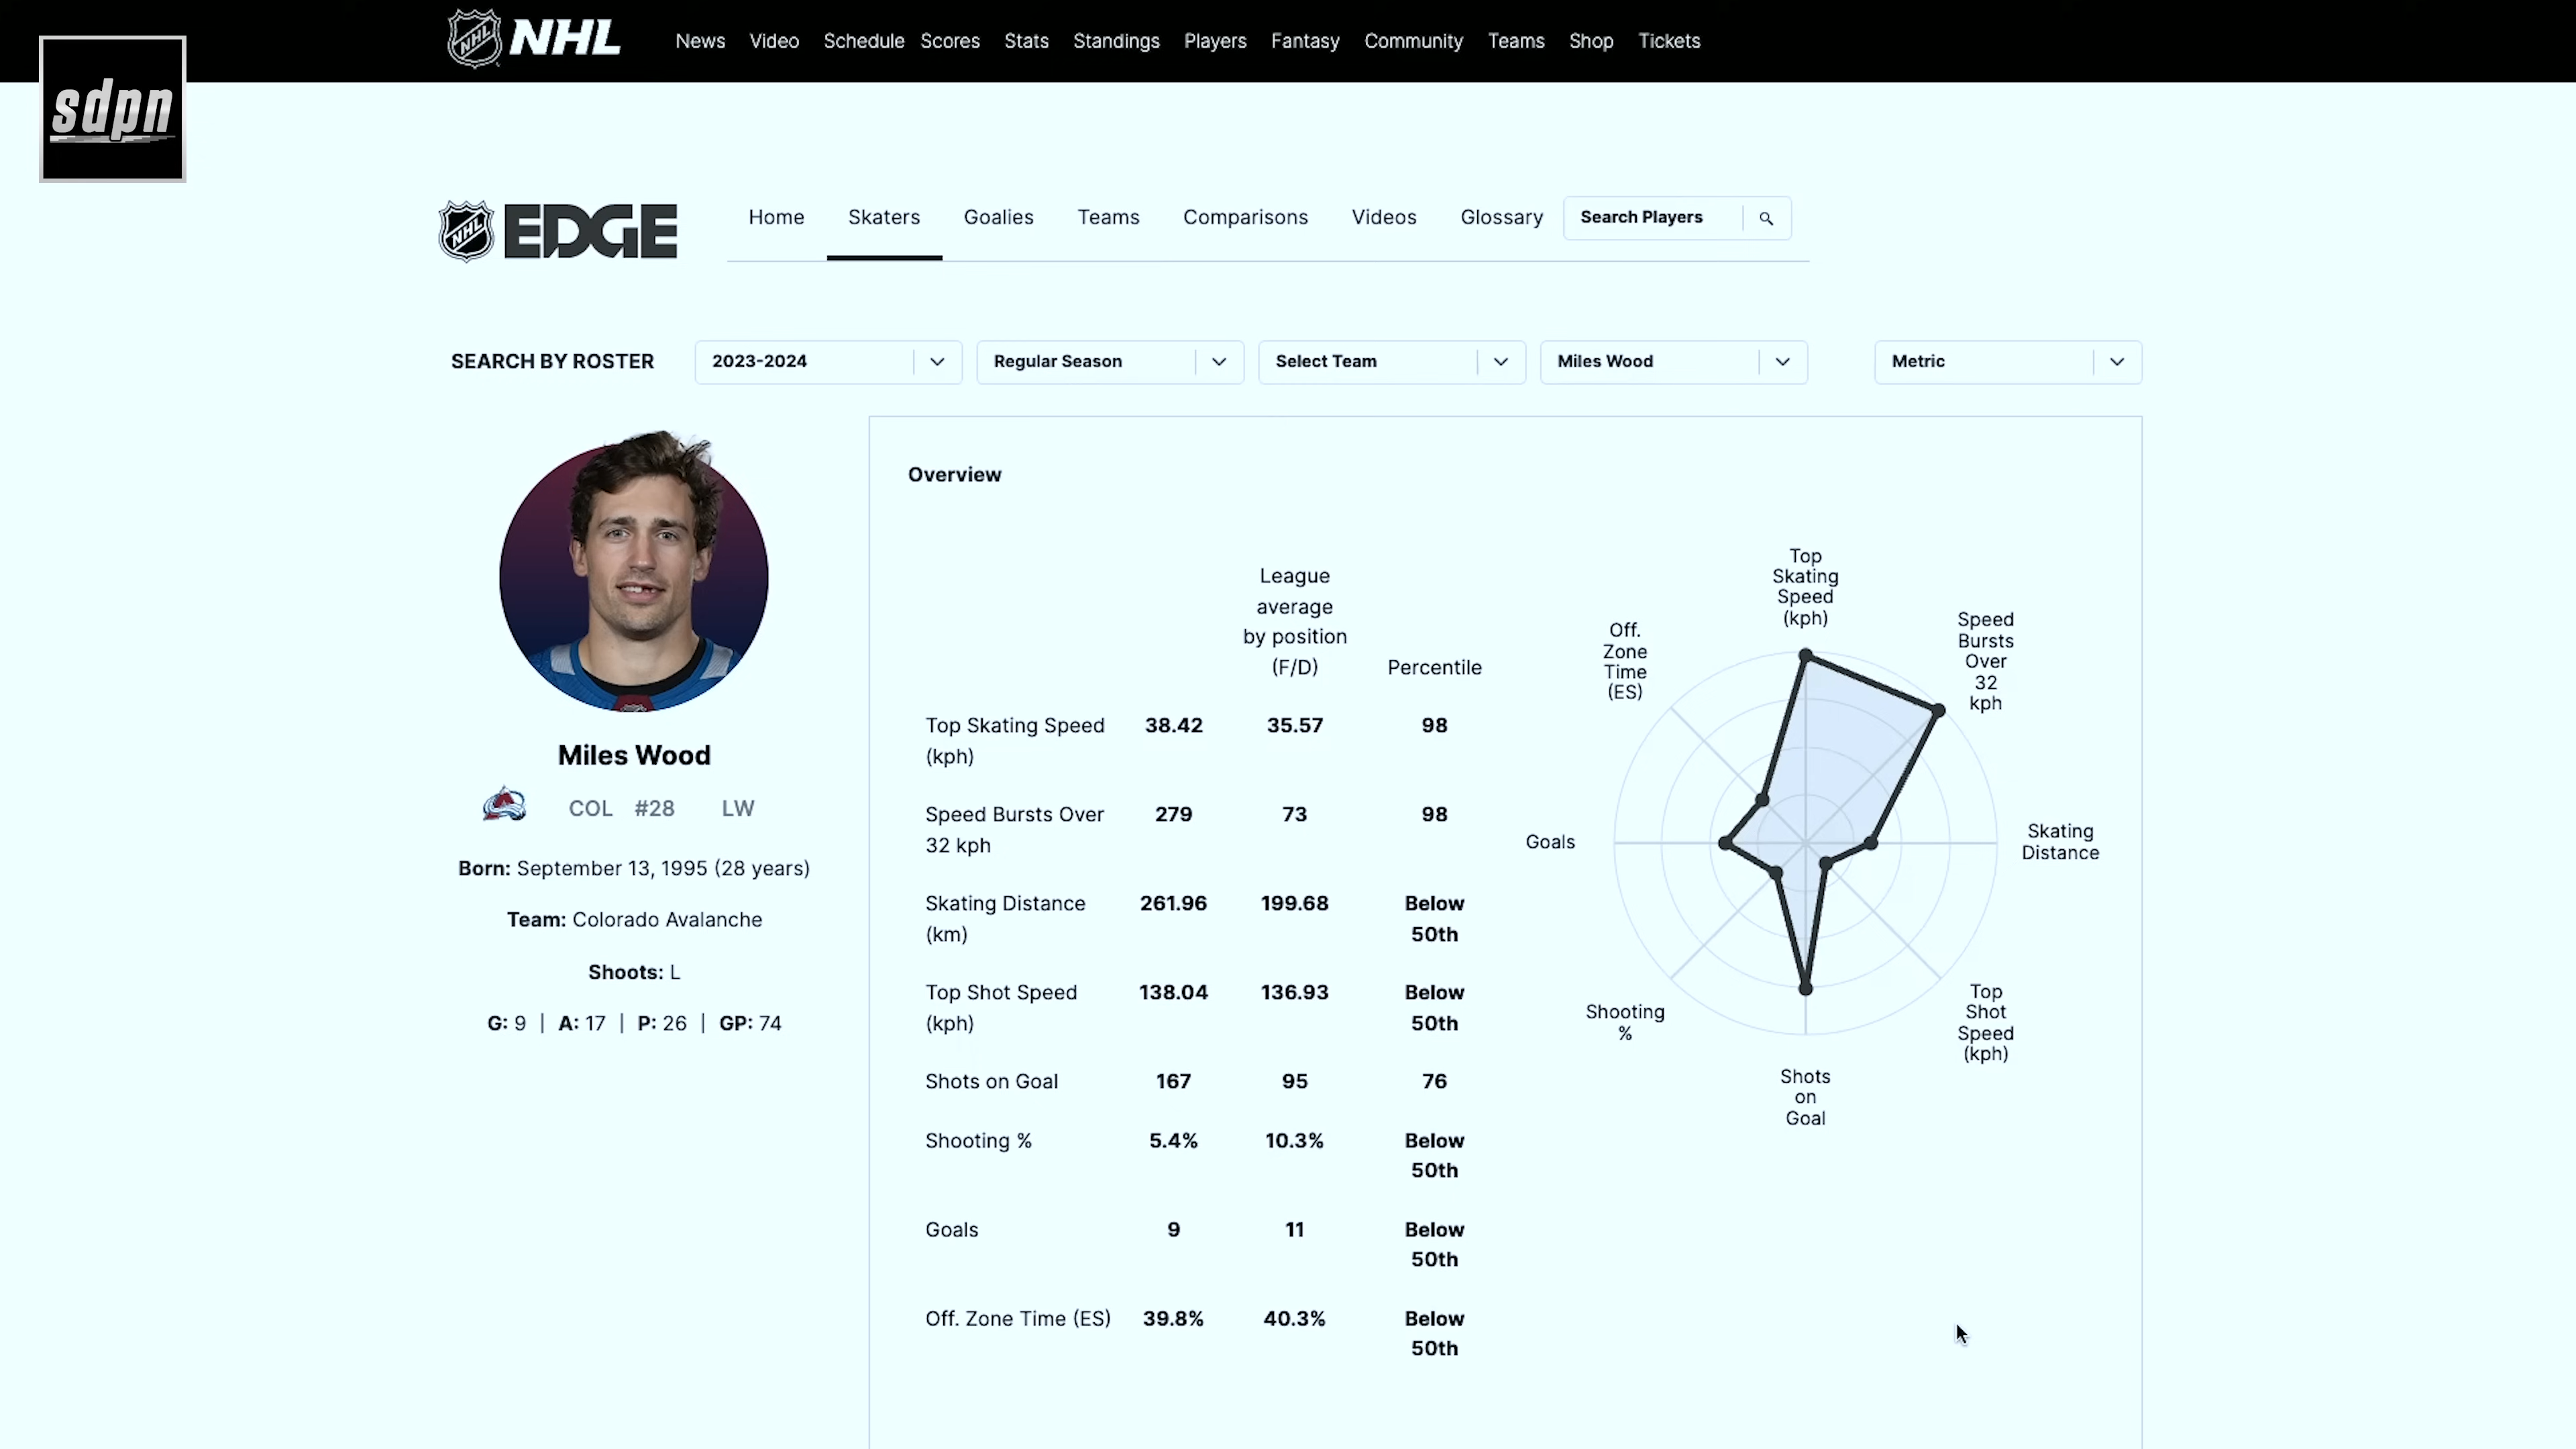 NHL NHL News Video Schedule Scores Stats Standings Players Fantasy Community Teams Shop Tickets
sdpn
NHL EDGE Home Skaters Goalies Teams Comparisons Videos Glossary Search Players
SEARCH BY ROSTER 2023-2024 Regular Season Select Team Miles Wood Metric
Miles Wood
COL #28 LW
Born: September 13, 1995 (28 years)
Team: Colorado Avalanche
Shoots: L
G: 9 | A: 17 | P: 26 | GP: 74
Overview
League
average
by position
(F/D) Percentile
Top Skating Speed 38.42 35.57 98
(kph)
Speed Bursts Over 279 73 98
32 kph
Skating Distance 261.96 199.68 Below
(km) 50th
Top Shot Speed 138.04 136.93 Below
(kph) 50th
Shots on Goal 167 95 76
Shooting % 5.4% 10.3% Below
50th
Goals 9 11 Below
50th
Off. Zone Time (ES) 39.8% 40.3% Below
50th
Top
Skating
Speed
(kph)
Speed
Bursts
Over
32
kph
Skating
Distance
Top
Shot
Speed
(kph)
Shots
on
Goal
Shooting
%
Goals
Off.
Zone
Time
(ES)